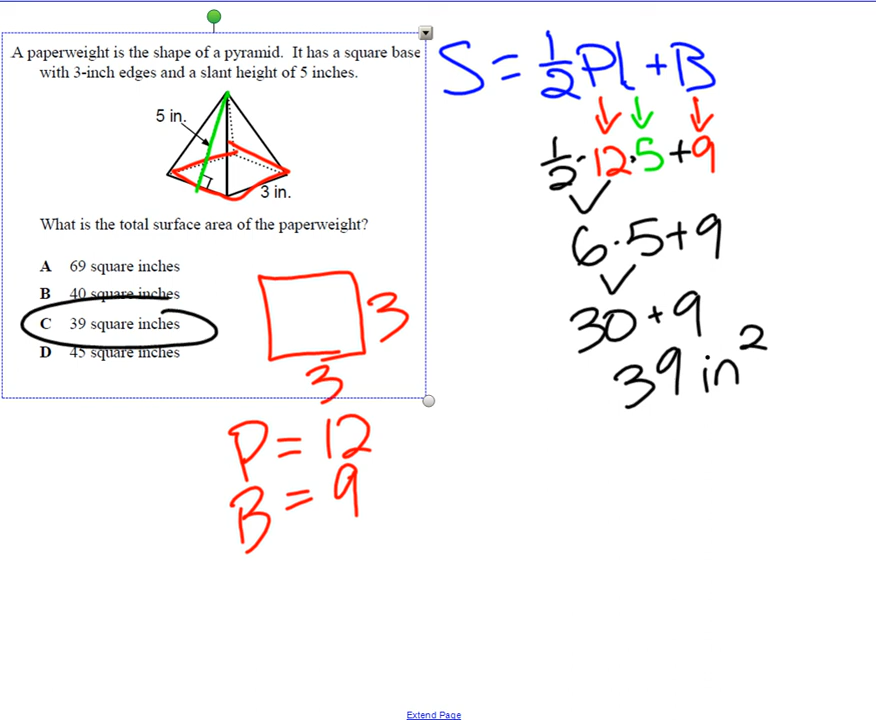 A paperweight is the shape of a pyramid. It has a square base
with 3-inch edges and a slant height of 5 inches.
5 in.
3 in.
What is the total surface area of the paperweight?
A 69 square inches
B 40 square inches
C 39 square inches
D 45 square inches
3
3
P = 12
B = 9
S = 1/2 Pl + B
1/2 · 12 · 5 + 9
6 · 5 + 9
30 + 9
39 in²
Extend Page